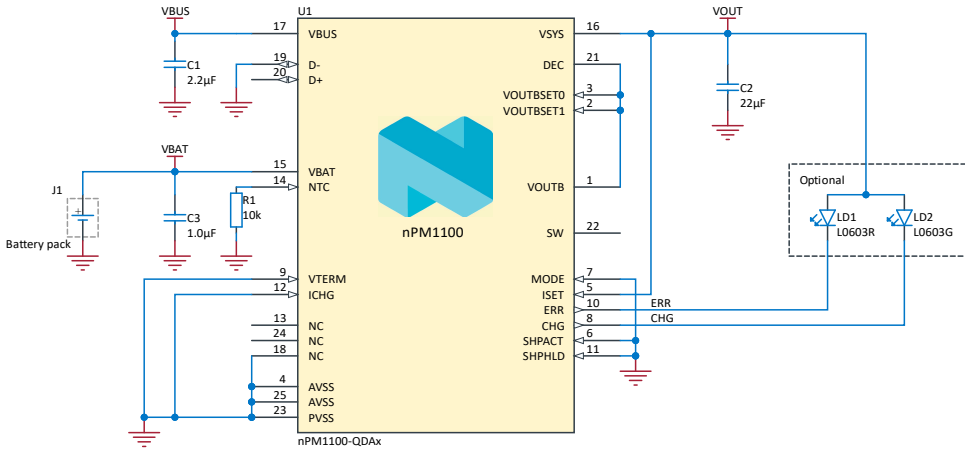 VBUS
U1
VOUT
17 VBUS
VSYS 16
19 D-
DEC 21
C1
2.2µF
20 D+
VOUTBSET0 3
C2
22µF
VOUTBSET1 2
VBAT
15 VBAT
14 NTC
Optional
J1
+
R1
10k
VOUTB 1
C3
1.0µF
LD1
L0603R
LD2
L0603G
nPM1100
SW 22
Battery pack
9 VTERM
MODE 7
12 ICHG
ISET 5
ERR 10 ERR
13 NC
CHG 8 CHG
24 NC
SHPACT 6
18 NC
SHPHLD 11
4 AVSS
25 AVSS
23 PVSS
nPM1100-QDAx